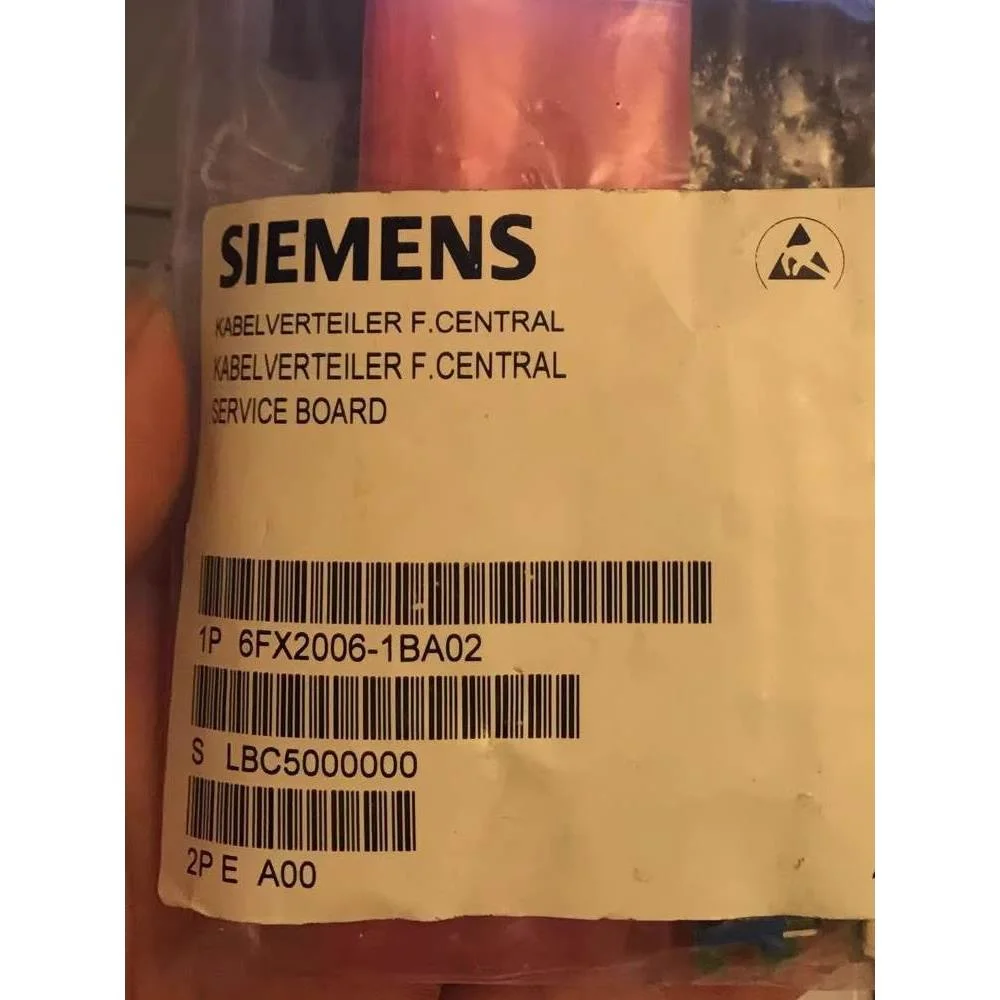 SIEMENS
KABELVERTEILER F.CENTRAL
KABELVERTEILER F.CENTRAL
SERVICE BOARD
1P 6FX2006-1BA02
S LBC5000000
2P E A00